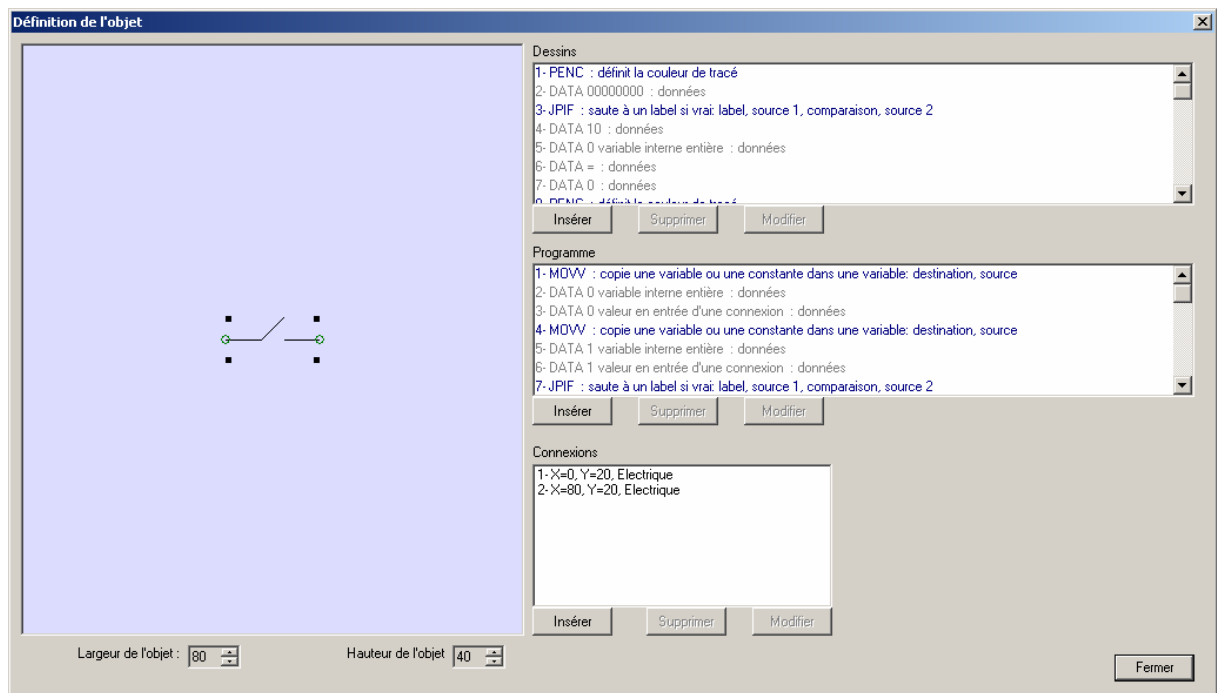 Définition de l'objet
Dessins
1- PENC : définit la couleur de tracé
2- DATA 00000000 : données
3- JPIF : saute à un label si vrai: label, source 1, comparaison, source 2
4- DATA 10 : données
5- DATA 0 variable interne entière : données
6- DATA = : données
7- DATA 0 : données
Insérer
Supprimer
Modifier
Programme
1- MOVV : copie une variable ou une constante dans une variable: destination, source
2- DATA 0 variable interne entière : données
3- DATA 0 valeur en entrée d'une connexion : données
4- MOVV : copie une variable ou une constante dans une variable: destination, source
5- DATA 1 variable interne entière : données
6- DATA 1 valeur en entrée d'une connexion : données
7- JPIF : saute à un label si vrai: label, source 1, comparaison, source 2
Insérer
Supprimer
Modifier
Connexions
1- X=0, Y=20, Electrique
2- X=80, Y=20, Electrique
Insérer
Supprimer
Modifier
Largeur de l'objet : 80
Hauteur de l'objet 40
Fermer